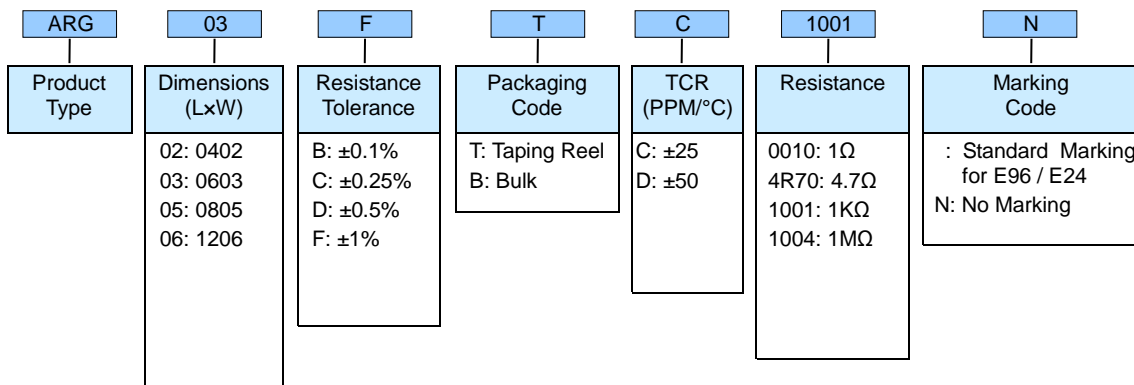 ARG 03 F T C 1001 N
Product Type
Dimensions (L×W)
Resistance Tolerance
Packaging Code
TCR (PPM/°C)
Resistance
Marking Code
02: 0402
03: 0603
05: 0805
06: 1206
B: ±0.1%
C: ±0.25%
D: ±0.5%
F: ±1%
T: Taping Reel
B: Bulk
C: ±25
D: ±50
0010: 1Ω
4R70: 4.7Ω
1001: 1KΩ
1004: 1MΩ
: Standard Marking
for E96 / E24
N: No Marking